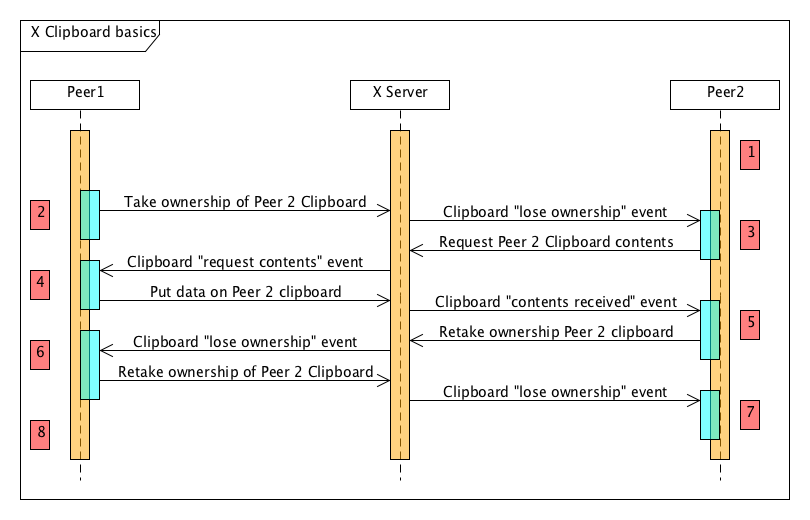 X Clipboard basics
Peer1
X Server
Peer2
1
Take ownership of Peer 2 Clipboard
2
Clipboard "lose ownership" event
3
Request Peer 2 Clipboard contents
Clipboard "request contents" event
4
Put data on Peer 2 clipboard
Clipboard "contents received" event
5
Retake ownership Peer 2 clipboard
Clipboard "lose ownership" event
6
Retake ownership of Peer 2 Clipboard
Clipboard "lose ownership" event
7
8